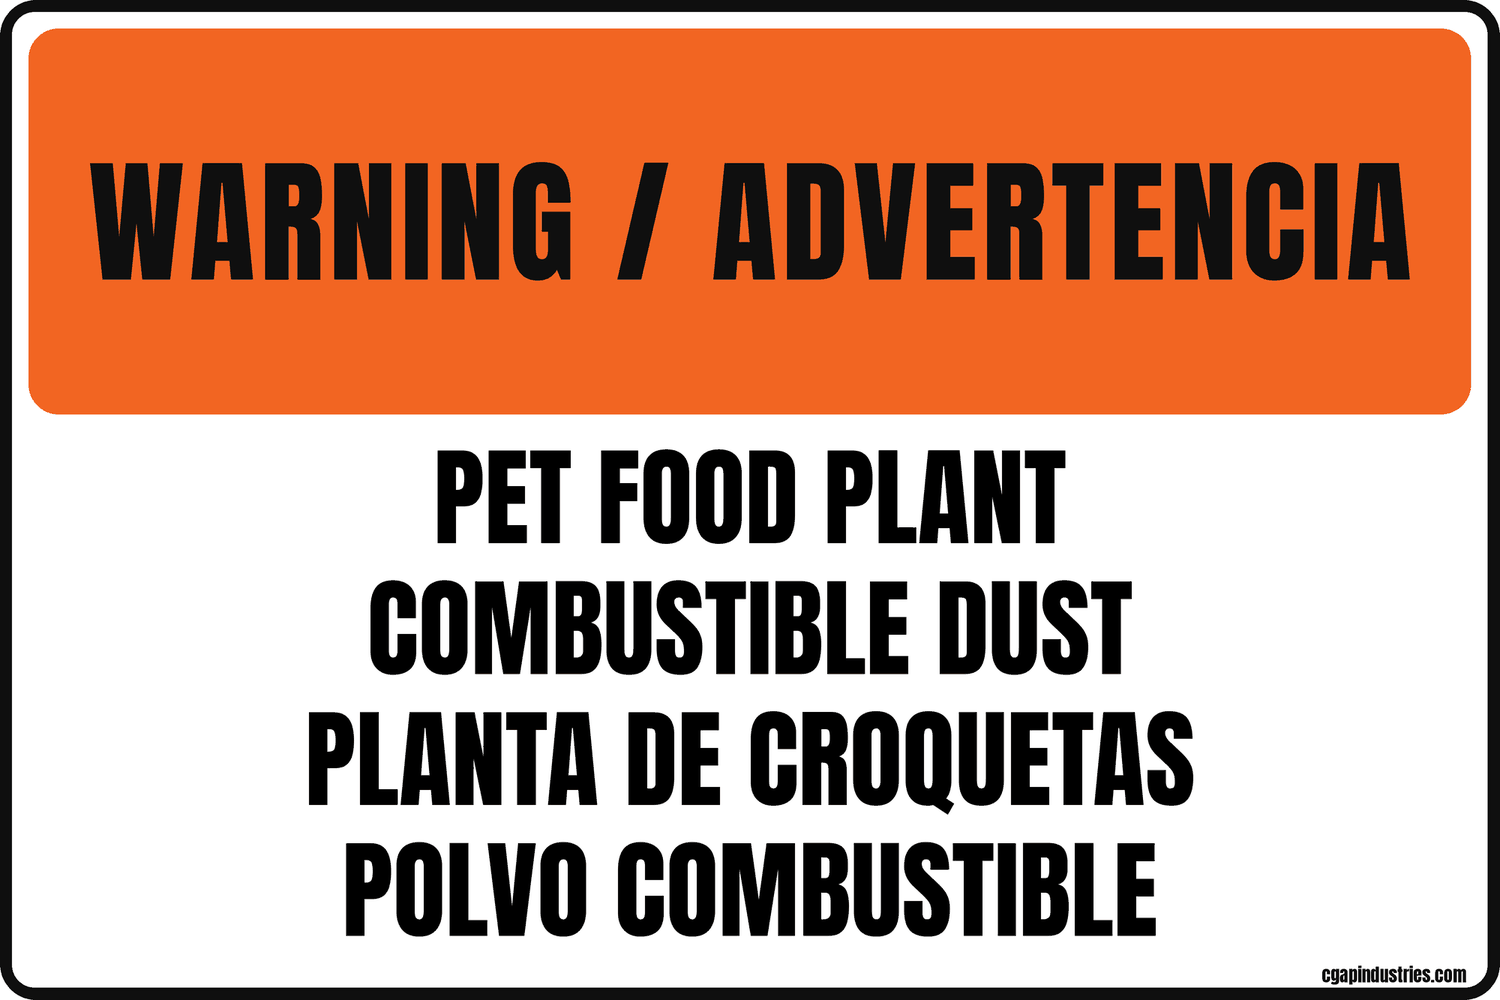 WARNING / ADVERTENCIA
PET FOOD PLANT
COMBUSTIBLE DUST
PLANTA DE CROQUETAS
POLVO COMBUSTIBLE
cgapindustries.com